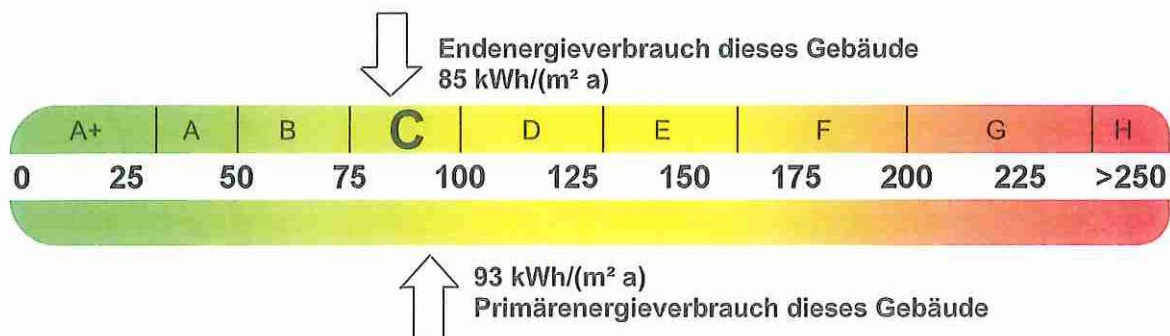 Endenergieverbrauch dieses Gebäude
85 kWh/(m² a)
A+ A B C D E F G H
0 25 50 75 100 125 150 175 200 225 >250
93 kWh/(m² a)
Primärenergieverbrauch dieses Gebäude